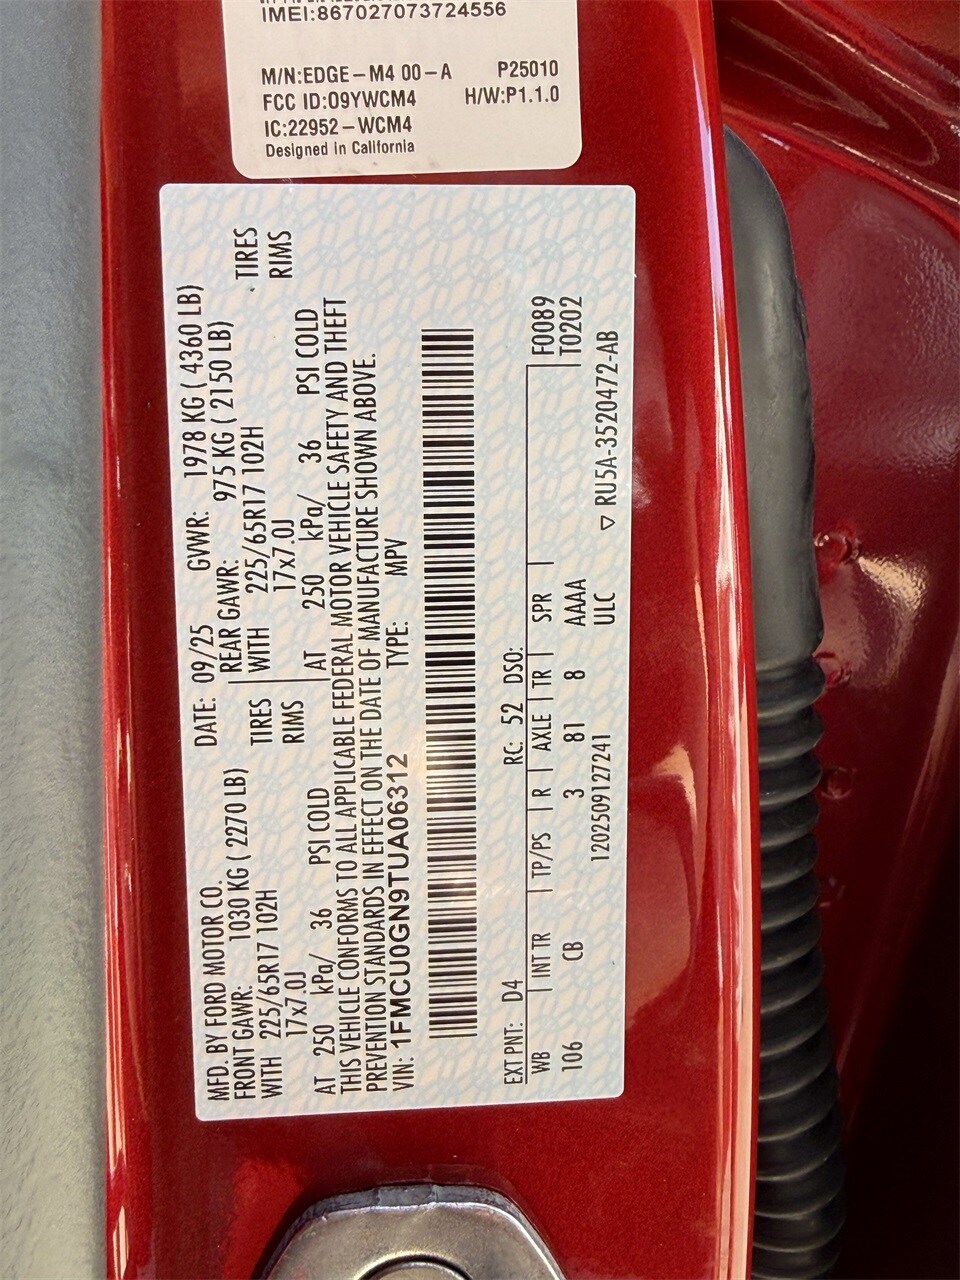 IMEI:867027073724556
M/N:EDGE-M4 00-A P25010
FCC ID:O9YWCM4 H/W:P1.1.0
IC:22952-WCM4
Designed in California
MFD. BY FORD MOTOR CO. DATE: 09/25 GVWR: 1978 KG ( 4360 LB)
FRONT GAWR: 1030 KG ( 2270 LB) REAR GAWR: 975 KG ( 2150 LB)
WITH 225/65R17 102H TIRES WITH 225/65R17 102H TIRES
17x7.0J RIMS 17x7.0J RIMS
AT 250 kPa/ 36 PSI COLD AT 250 kPa/ 36 PSI COLD
THIS VEHICLE CONFORMS TO ALL APPLICABLE FEDERAL MOTOR VEHICLE SAFETY AND THEFT
PREVENTION STANDARDS IN EFFECT ON THE DATE OF MANUFACTURE SHOWN ABOVE.
VIN: 1FMCU0GN9TUA06312 TYPE: MPV
EXT PNT: D4 RC: 52 DSO: F0089
WB INT TR TP/PS R AXLE TR SPR T0202
106 CB 3 81 8 AAAA
1202509127241 ULC ▽ RU5A-3520472-AB